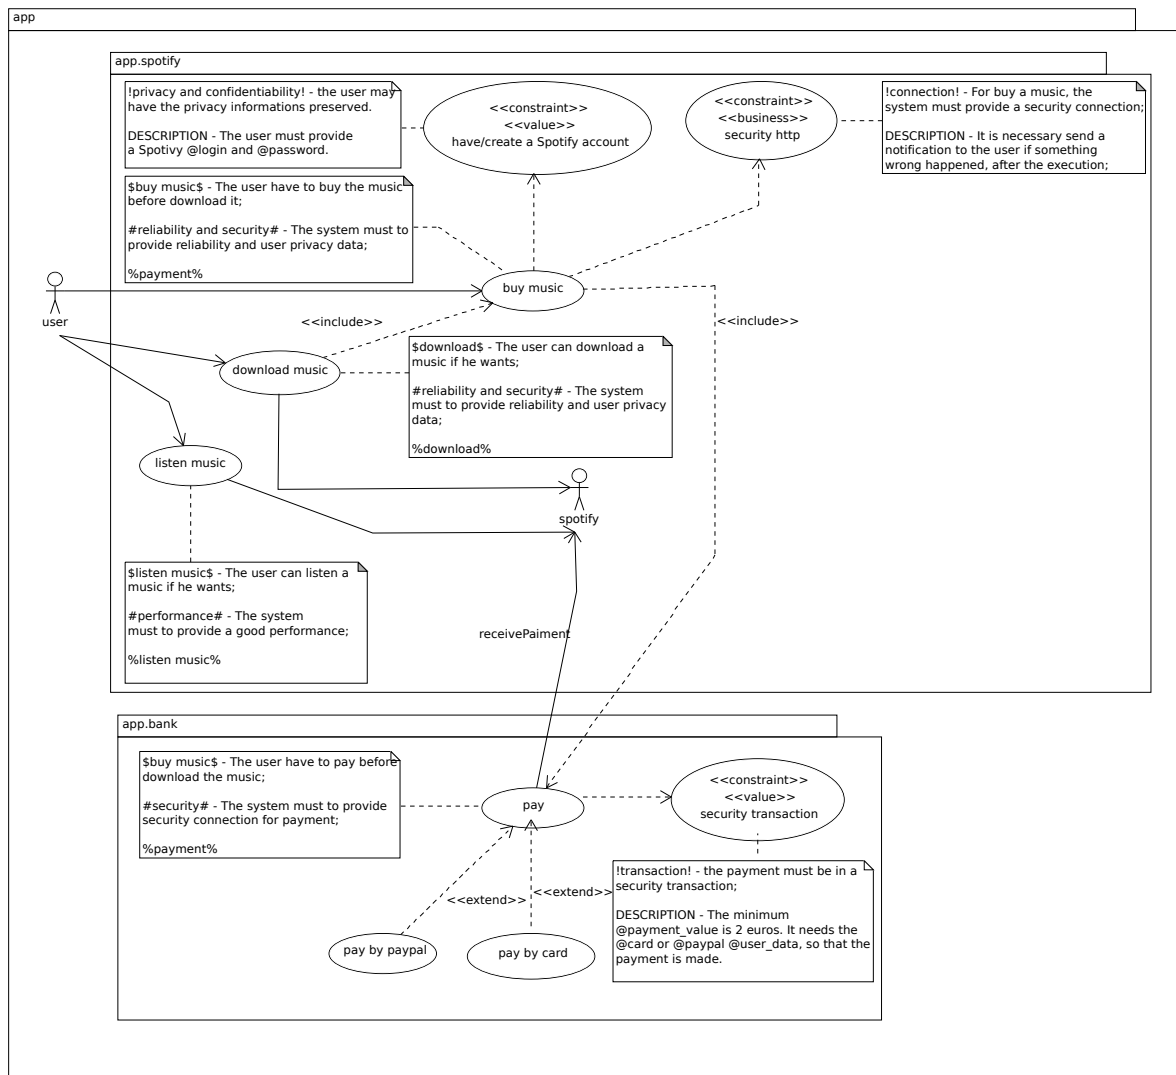 app
app.spotify
!privacy and confidentiability! - the user may
have the privacy informations preserved.
DESCRIPTION - The user must provide
a Spotivy @login and @password.
<<constraint>>
<<value>>
have/create a Spotify account
<<constraint>>
<<business>>
security http
!connection! - For buy a music, the
system must provide a security connection;
DESCRIPTION - It is necessary send a
notification to the user if something
wrong happened, after the execution;
$buy music$ - The user have to buy the music
before download it;
#reliability and security# - The system must to
provide reliability and user privacy data;
%payment%
buy music
user
<<include>>
<<include>>
download music
$download$ - The user can download a
music if he wants;
#reliability and security# - The system
must to provide reliability and user privacy
data;
%download%
listen music
spotify
$listen music$ - The user can listen a
music if he wants;
#performance# - The system
must to provide a good performance;
%listen music%
receivePaiment
app.bank
$buy music$ - The user have to pay before
download the music;
#security# - The system must to provide
security connection for payment;
%payment%
pay
<<constraint>>
<<value>>
security transaction
<<extend>>
<<extend>>
!transaction! - the payment must be in a
security transaction;
DESCRIPTION - The minimum
@payment_value is 2 euros. It needs the
@card or @paypal @user_data, so that the
payment is made.
pay by paypal
pay by card